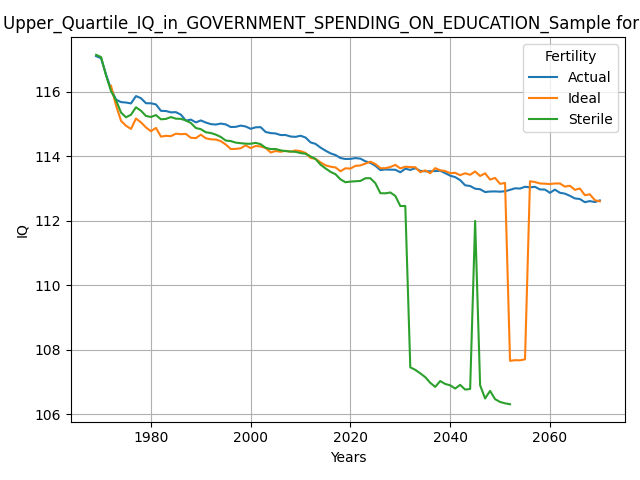 Upper_Quartile_IQ_in_GOVERNMENT_SPENDING_ON_EDUCATION_Sample for
Fertility
Actual
Ideal
Sterile
116
114
112
110
108
106
IQ
1980 2000 2020 2040 2060
Years